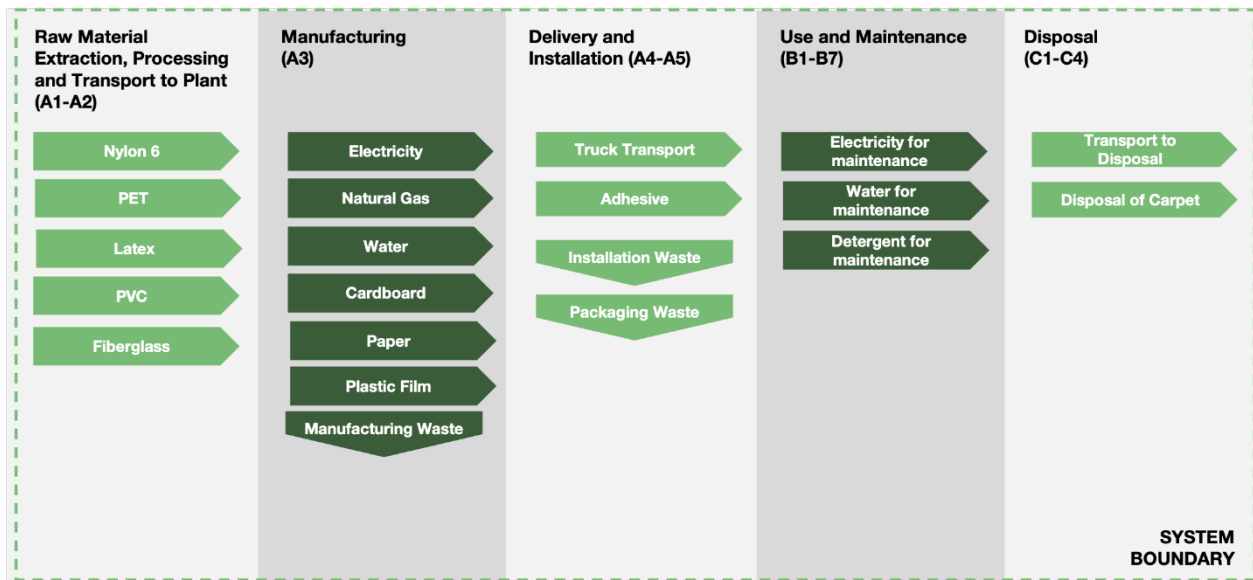 Raw Material
Extraction, Processing
and Transport to Plant
(A1-A2)
Nylon 6
PET
Latex
PVC
Fiberglass
Manufacturing
(A3)
Electricity
Natural Gas
Water
Cardboard
Paper
Plastic Film
Manufacturing Waste
Delivery and
Installation (A4-A5)
Truck Transport
Adhesive
Installation Waste
Packaging Waste
Use and Maintenance
(B1-B7)
Electricity for
maintenance
Water for
maintenance
Detergent for
maintenance
Disposal
(C1-C4)
Transport to
Disposal
Disposal of Carpet
SYSTEM
BOUNDARY